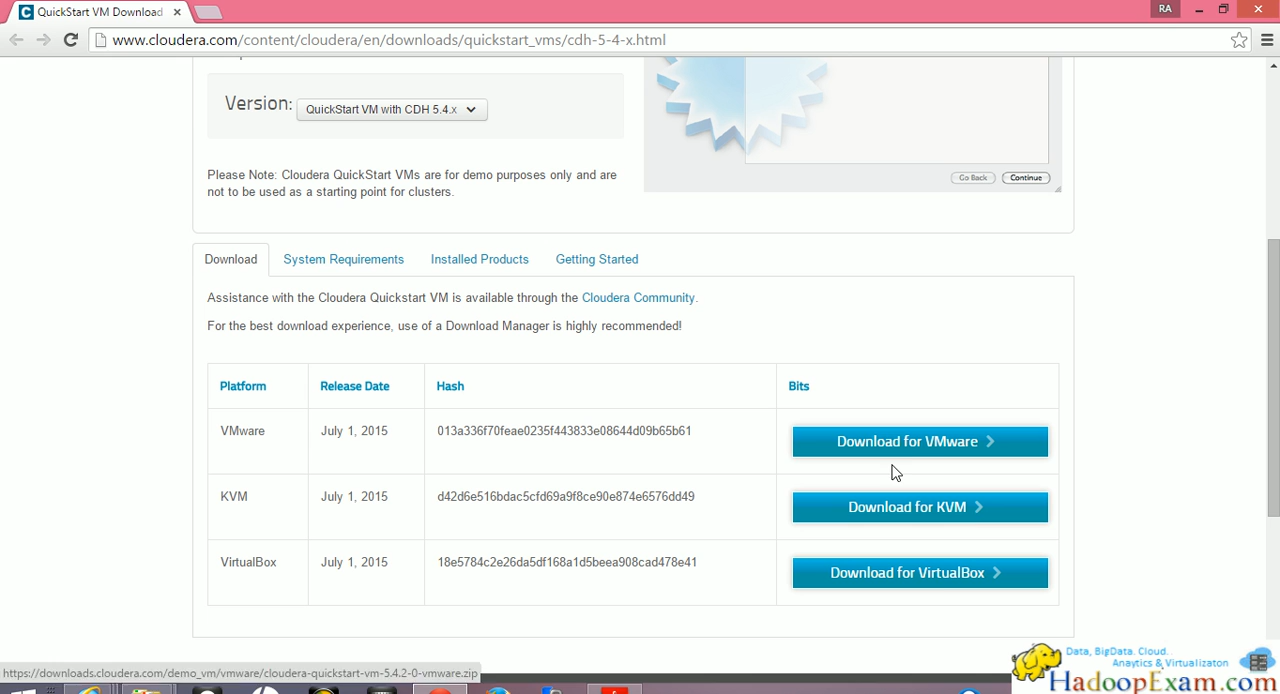 QuickStart VM Download
RA
www.cloudera.com/content/cloudera/en/downloads/quickstart_vms/cdh-5-4-x.html
Version: QuickStart VM with CDH 5.4.x
Please Note: Cloudera QuickStart VMs are for demo purposes only and are
not to be used as a starting point for clusters.
Go Back Continue
Download System Requirements Installed Products Getting Started
Assistance with the Cloudera Quickstart VM is available through the Cloudera Community.
For the best download experience, use of a Download Manager is highly recommended!
Platform Release Date Hash Bits
VMware July 1, 2015 013a336f70feae0235f443833e08644d09b65b61 Download for VMware
KVM July 1, 2015 d42d6e516bdac5cfd69a9f8ce90e874e6576dd49 Download for KVM
VirtualBox July 1, 2015 18e5784c2e26da5df168a1d5beea908cad478e41 Download for VirtualBox
https://downloads.cloudera.com/demo_vm/vmware/cloudera-quickstart-vm-5.4.2-0-vmware.zip
Data, BigData. Cloud.
Anaytics & Virtualizaton
HadoopExam.com